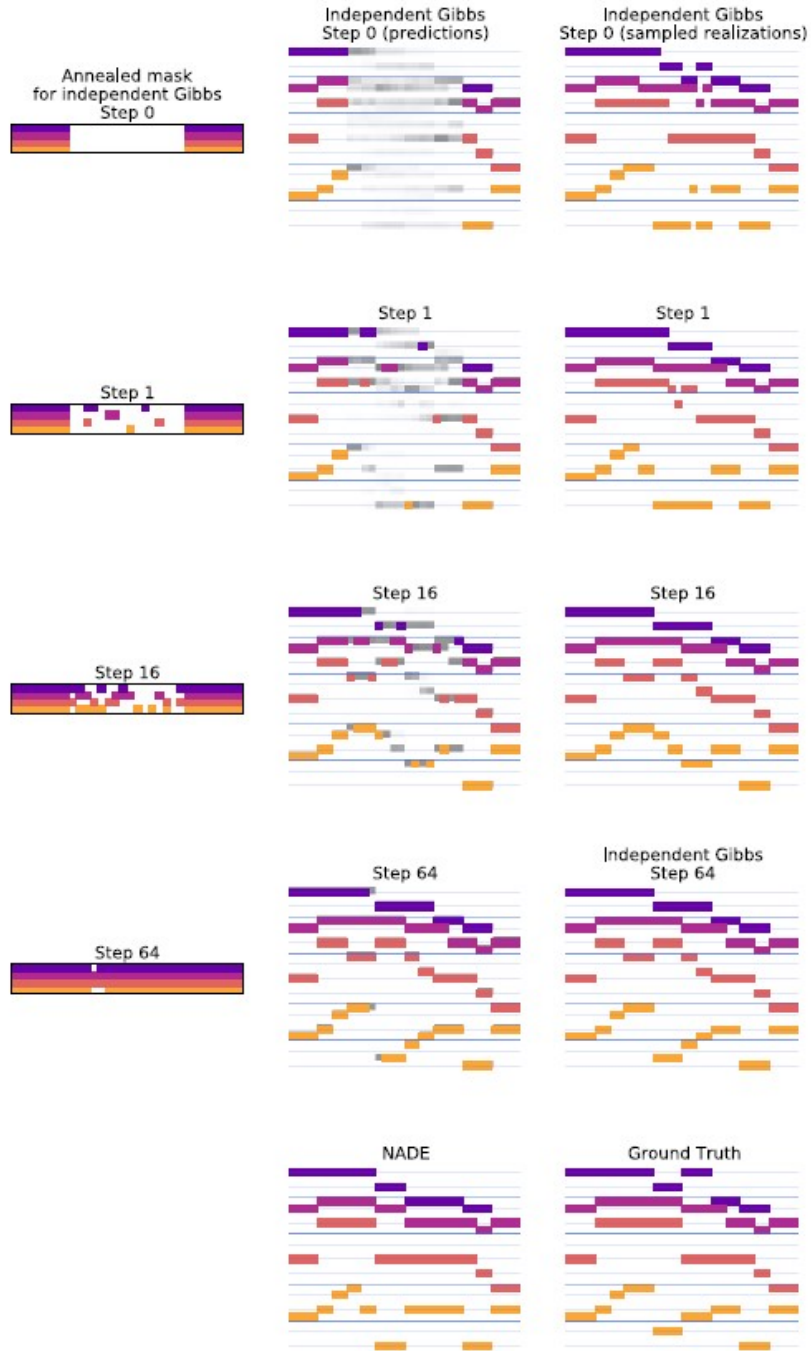 Annealed mask
for independent Gibbs
Step 0
Independent Gibbs
Step 0 (predictions)
Independent Gibbs
Step 0 (sampled realizations)
Step 1
Step 1
Step 1
Step 16
Step 16
Step 16
Step 64
Step 64
Independent Gibbs
Step 64
NADE
Ground Truth